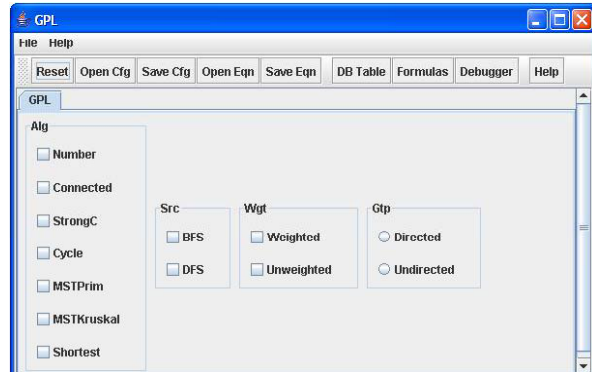 GPL
File Help
Reset Open Cfg Save Cfg Open Eqn Save Eqn DB Table Formulas Debugger Help
GPL
Alg
Number
Connected
StrongC
Cycle
MSTPrim
MSTKruskal
Shortest
Src
BFS
DFS
Wgt
Weighted
Unweighted
Gtp
Directed
Undirected